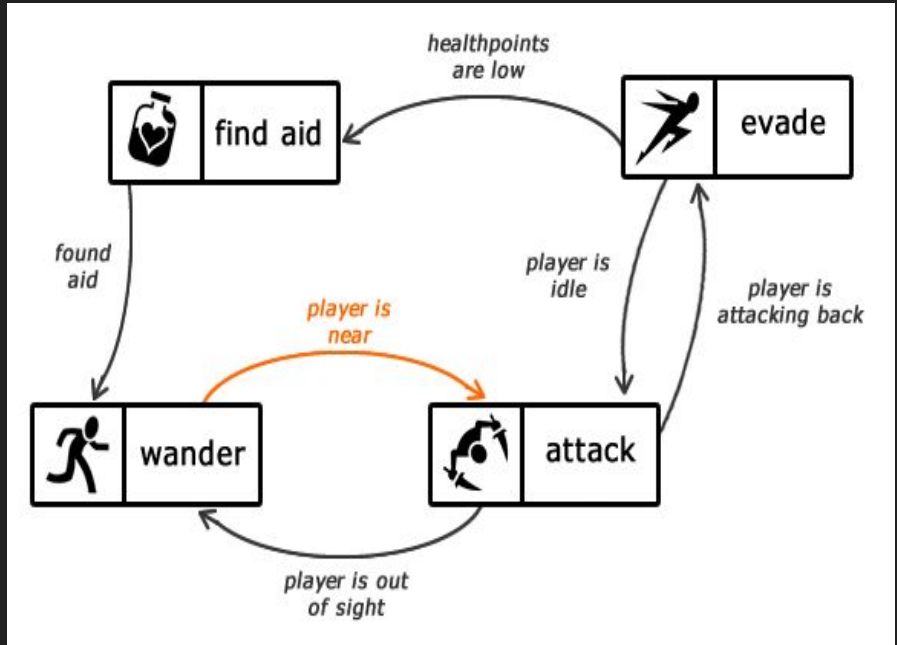 healthpoints
are low
find aid
evade
found
aid
player is
idle
player is
attacking back
player is
near
wander
attack
player is out
of sight